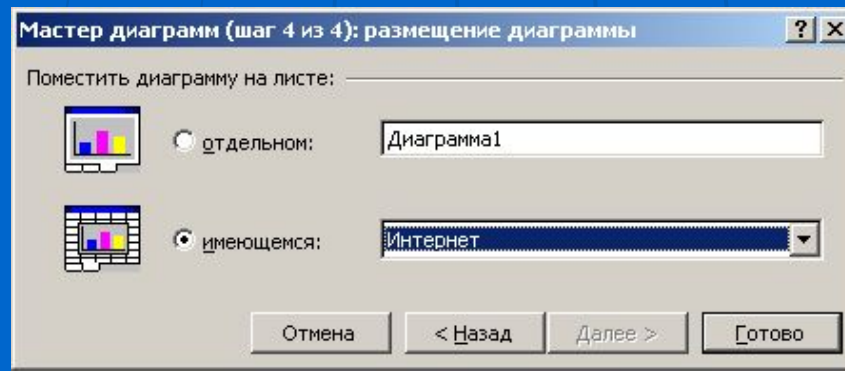 Мастер диаграмм (шаг 4 из 4): размещение диаграммы
Поместить диаграмму на листе:
отдельном: Диаграмма1
имеющемся: Интернет
Отмена < Назад Далее > Готово